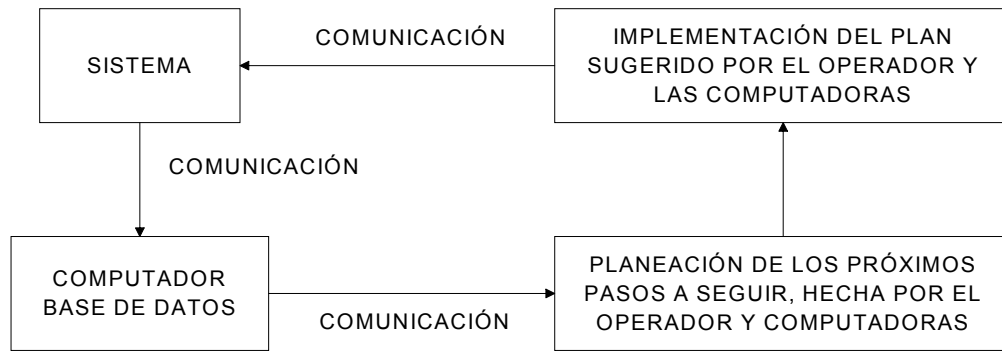 COMUNICACIÓN
SISTEMA
IMPLEMENTACIÓN DEL PLAN
SUGERIDO POR EL OPERADOR Y
LAS COMPUTADORAS
COMUNICACIÓN
COMPUTADOR
BASE DE DATOS
COMUNICACIÓN
PLANEACIÓN DE LOS PRÓXIMOS
PASOS A SEGUIR, HECHA POR EL
OPERADOR Y COMPUTADORAS